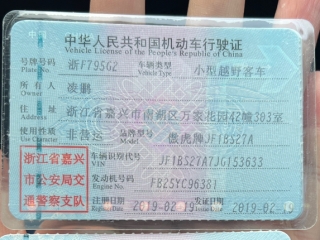 中华人民共和国机动车行驶证
Vehicle License of the People's Republic of China
号牌号码 浙F795G2 车辆类型 小型越野客车
Plate No. Vehicle Type
所有人 凌鹏
Owner
住址 浙江省嘉兴市南湖区万豪花园42幢303室
Address
使用性质 非营运 品牌型号 傲虎牌JF1BS27A
Use Character Model
浙江省嘉兴 车辆识别代号 JF1BS27A7JG153633
VIN
市公安局交 发动机号码 FB25YC96381
Engine No.
通警察支队 注册日期 2019-02-19 发证日期 2019-02-19
Register Date Issue Date